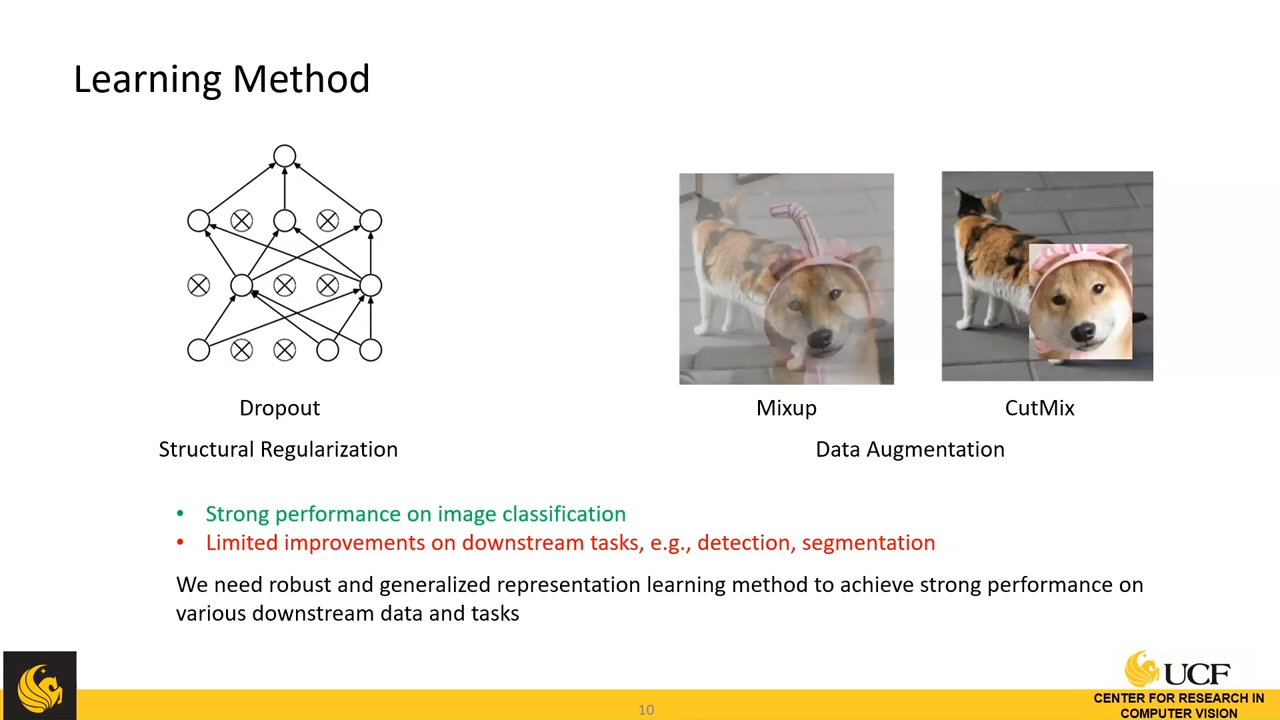 Learning Method
Dropout
Structural Regularization
Mixup
CutMix
Data Augmentation
• Strong performance on image classification
• Limited improvements on downstream tasks, e.g., detection, segmentation
We need robust and generalized representation learning method to achieve strong performance on
various downstream data and tasks
10
UCF
CENTER FOR RESEARCH IN
COMPUTER VISION